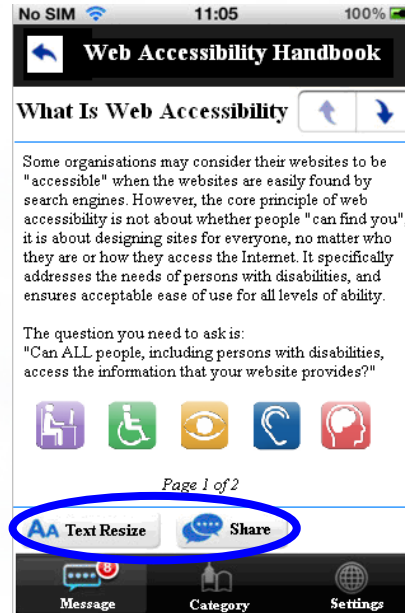 No SIM 11:05 100%
Web Accessibility Handbook
What Is Web Accessibility
Some organisations may consider their websites to be
"accessible" when the websites are easily found by
search engines. However, the core principle of web
accessibility is not about whether people "can find you",
it is about designing sites for everyone, no matter who
they are or how they access the Internet. It specifically
addresses the needs of persons with disabilities, and
ensures acceptable ease of use for all levels of ability.
The question you need to ask is:
"Can ALL people, including persons with disabilities,
access the information that your website provides?"
Page 1 of 2
AA Text Resize Share
8
Message Category Settings